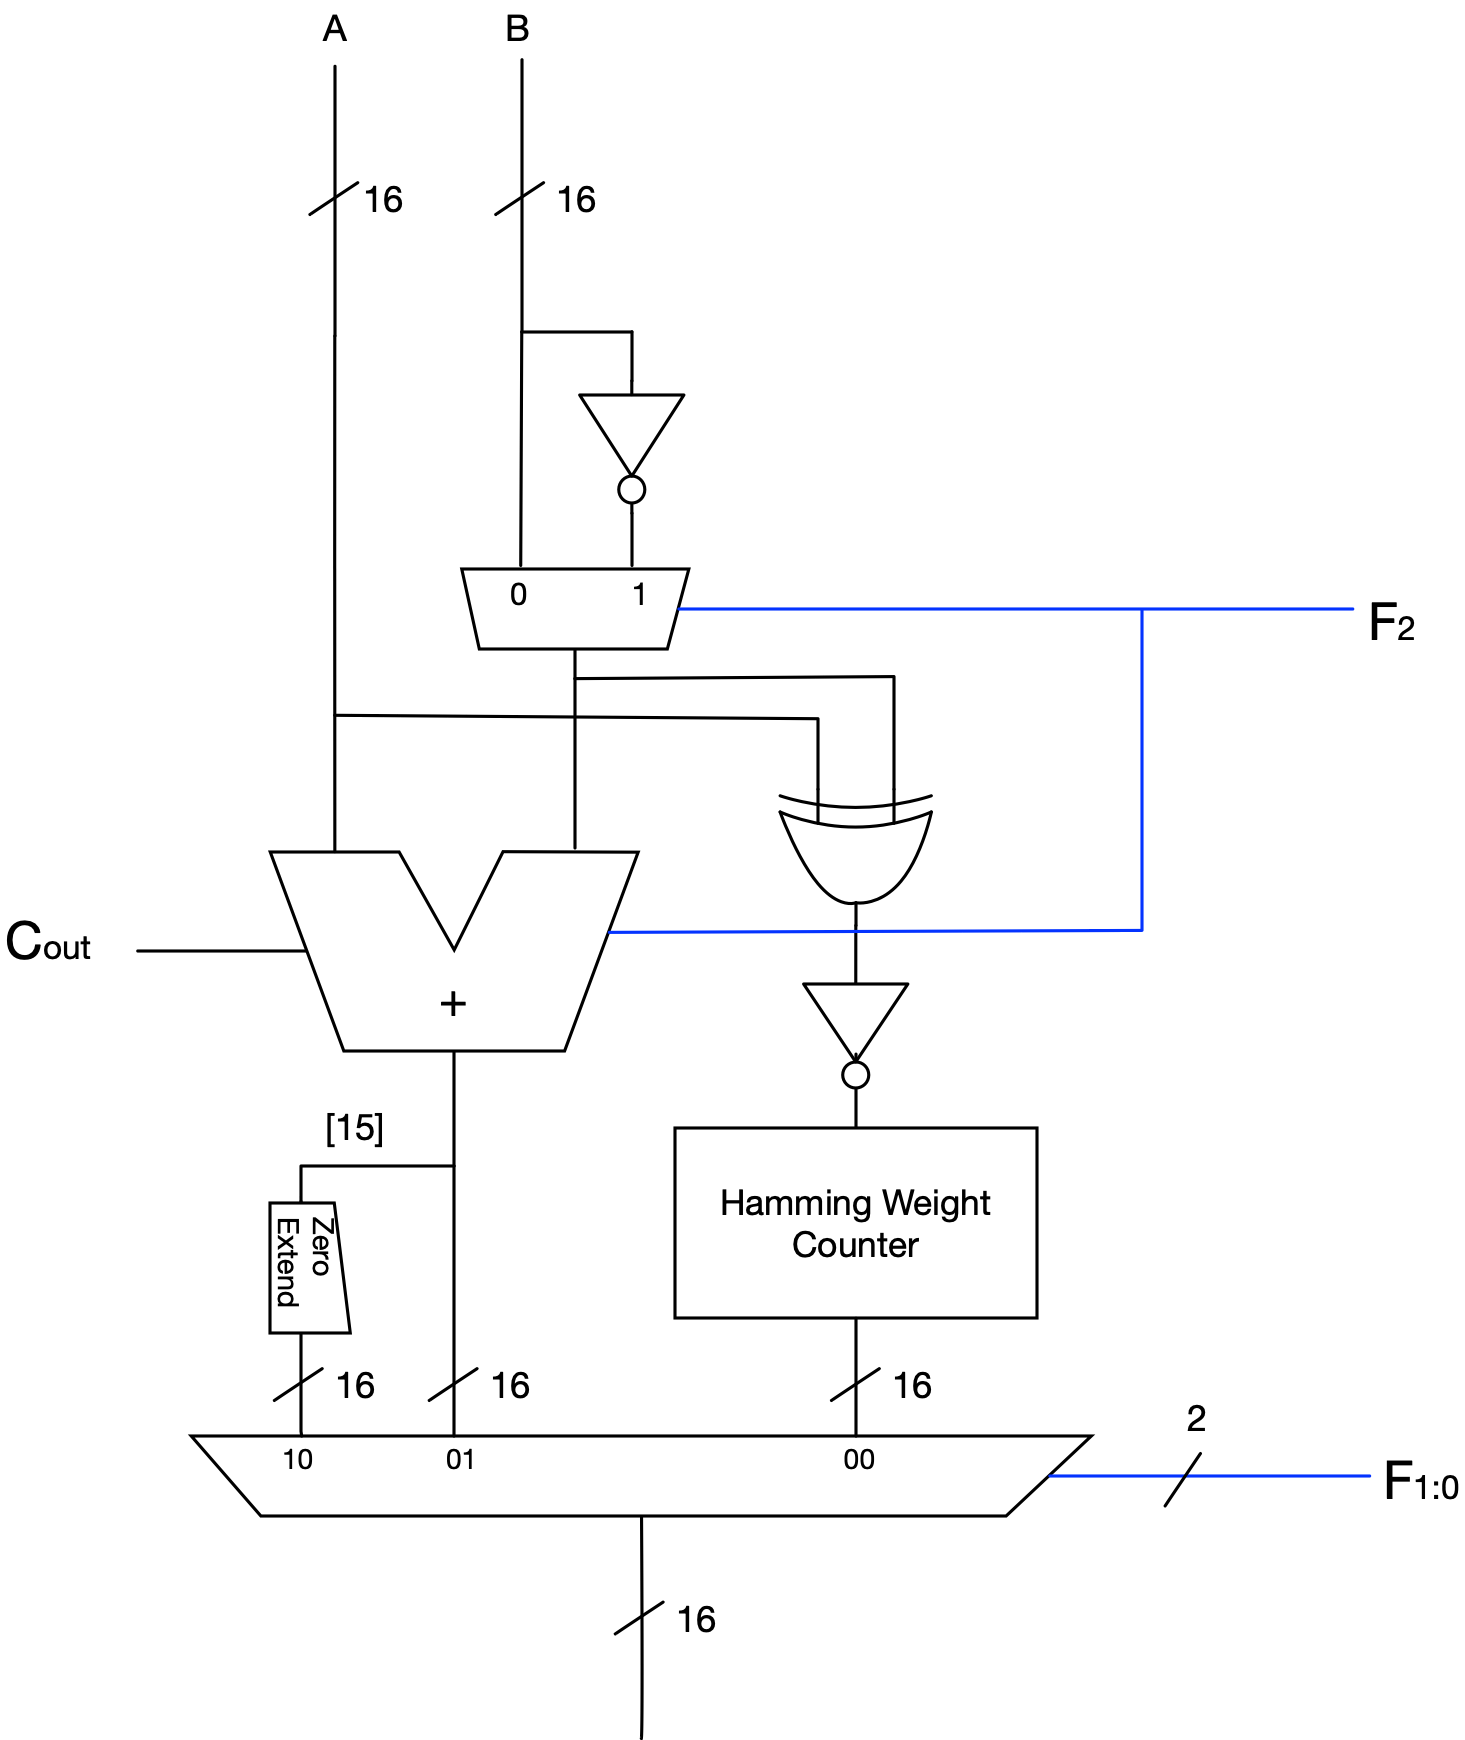 A
B
16
16
0
1
F2
Cout
+
[15]
Zero
Extend
Hamming Weight
Counter
16
16
16
2
10
01
00
F1:0
16